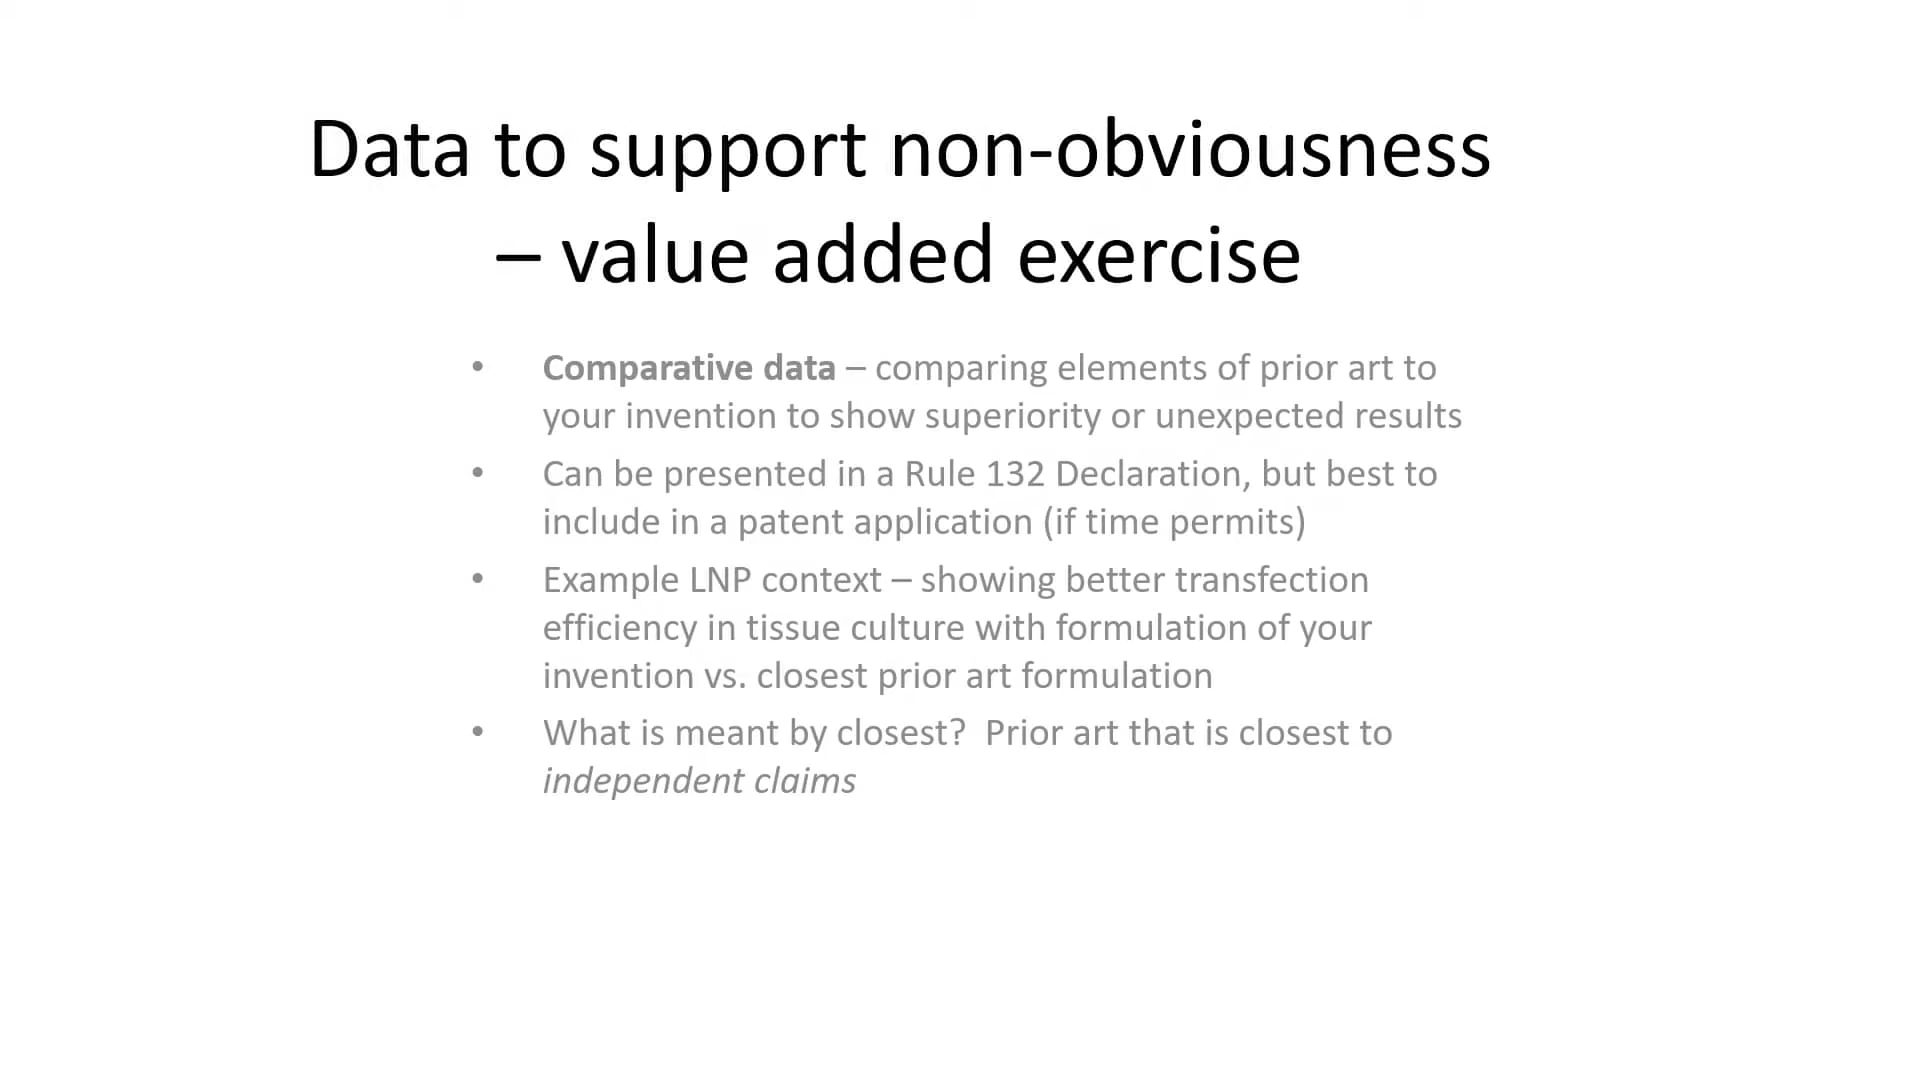 Data to support non-obviousness
– value added exercise
• Comparative data – comparing elements of prior art to
your invention to show superiority or unexpected results
• Can be presented in a Rule 132 Declaration, but best to
include in a patent application (if time permits)
• Example LNP context – showing better transfection
efficiency in tissue culture with formulation of your
invention vs. closest prior art formulation
• What is meant by closest?  Prior art that is closest to
independent claims